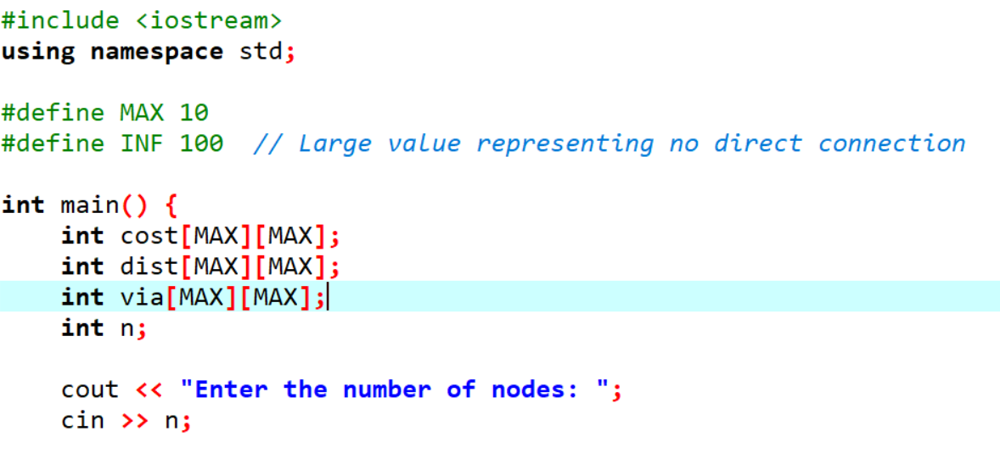 #include <iostream>
using namespace std;
#define MAX 10
#define INF 100  // Large value representing no direct connection
int main() {
    int cost[MAX][MAX];
    int dist[MAX][MAX];
    int via[MAX][MAX];
    int n;
    cout << "Enter the number of nodes: ";
    cin >> n;